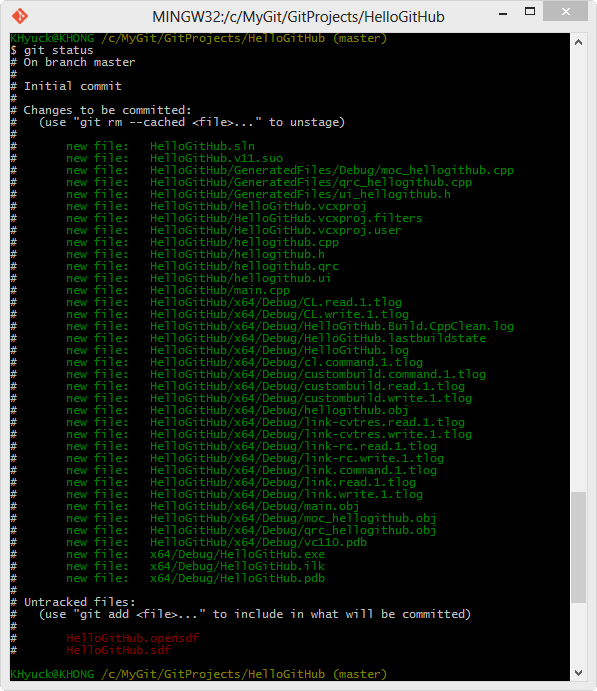 MINGW32:/c/MyGit/GitProjects/HelloGitHub
KHyuck@KHONG /c/MyGit/GitProjects/HelloGitHub (master)
$ git status
# On branch master
#
# Initial commit
#
# Changes to be committed:
#   (use "git rm --cached <file>..." to unstage)
#
#       new file:   HelloGitHub.sln
#       new file:   HelloGitHub.v11.suo
#       new file:   HelloGitHub/GeneratedFiles/Debug/moc_hellogithub.cpp
#       new file:   HelloGitHub/GeneratedFiles/qrc_hellogithub.cpp
#       new file:   HelloGitHub/GeneratedFiles/ui_hellogithub.h
#       new file:   HelloGitHub/HelloGitHub.vcxproj
#       new file:   HelloGitHub/HelloGitHub.vcxproj.filters
#       new file:   HelloGitHub/HelloGitHub.vcxproj.user
#       new file:   HelloGitHub/hellogithub.cpp
#       new file:   HelloGitHub/hellogithub.h
#       new file:   HelloGitHub/hellogithub.qrc
#       new file:   HelloGitHub/hellogithub.ui
#       new file:   HelloGitHub/main.cpp
#       new file:   HelloGitHub/x64/Debug/CL.read.1.tlog
#       new file:   HelloGitHub/x64/Debug/CL.write.1.tlog
#       new file:   HelloGitHub/x64/Debug/HelloGitHub.Build.CppClean.log
#       new file:   HelloGitHub/x64/Debug/HelloGitHub.lastbuildstate
#       new file:   HelloGitHub/x64/Debug/HelloGitHub.log
#       new file:   HelloGitHub/x64/Debug/cl.command.1.tlog
#       new file:   HelloGitHub/x64/Debug/custombuild.command.1.tlog
#       new file:   HelloGitHub/x64/Debug/custombuild.read.1.tlog
#       new file:   HelloGitHub/x64/Debug/custombuild.write.1.tlog
#       new file:   HelloGitHub/x64/Debug/hellogithub.obj
#       new file:   HelloGitHub/x64/Debug/link-cvtres.read.1.tlog
#       new file:   HelloGitHub/x64/Debug/link-cvtres.write.1.tlog
#       new file:   HelloGitHub/x64/Debug/link-rc.read.1.tlog
#       new file:   HelloGitHub/x64/Debug/link-rc.write.1.tlog
#       new file:   HelloGitHub/x64/Debug/link.command.1.tlog
#       new file:   HelloGitHub/x64/Debug/link.read.1.tlog
#       new file:   HelloGitHub/x64/Debug/link.write.1.tlog
#       new file:   HelloGitHub/x64/Debug/main.obj
#       new file:   HelloGitHub/x64/Debug/moc_hellogithub.obj
#       new file:   HelloGitHub/x64/Debug/qrc_hellogithub.obj
#       new file:   HelloGitHub/x64/Debug/vc110.pdb
#       new file:   x64/Debug/HelloGitHub.exe
#       new file:   x64/Debug/HelloGitHub.ilk
#       new file:   x64/Debug/HelloGitHub.pdb
#
# Untracked files:
#   (use "git add <file>..." to include in what will be committed)
#
#       HelloGitHub.opensdf
#       HelloGitHub.sdf
#
KHyuck@KHONG /c/MyGit/GitProjects/HelloGitHub (master)